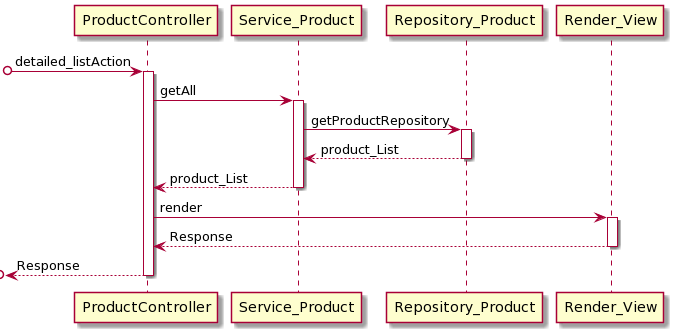 ProductController
Service_Product
Repository_Product
Render_View
detailed_listAction
getAll
getProductRepository
product_List
product_List
render
Response
Response
ProductController
Service_Product
Repository_Product
Render_View